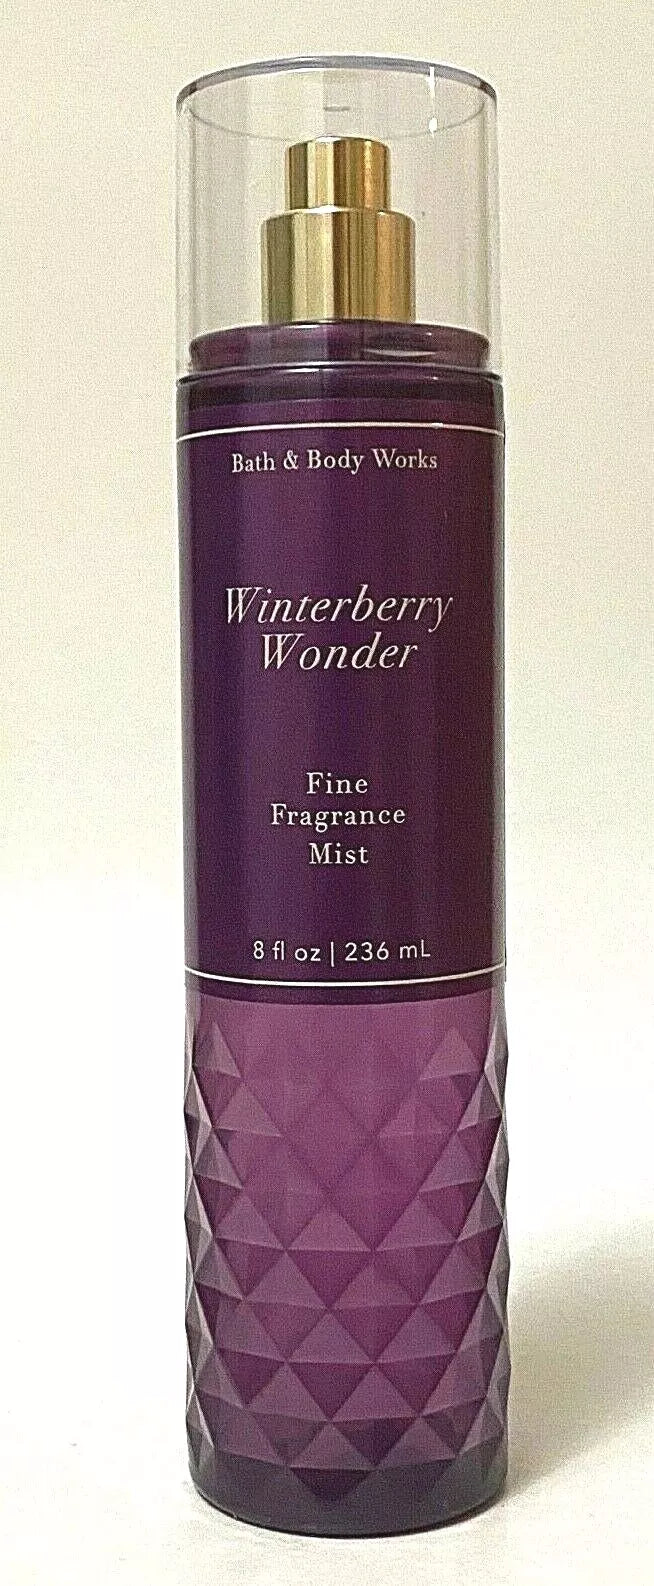 Bath & Body Works
Winterberry
Wonder
Fine
Fragrance
Mist
8 fl oz | 236 mL